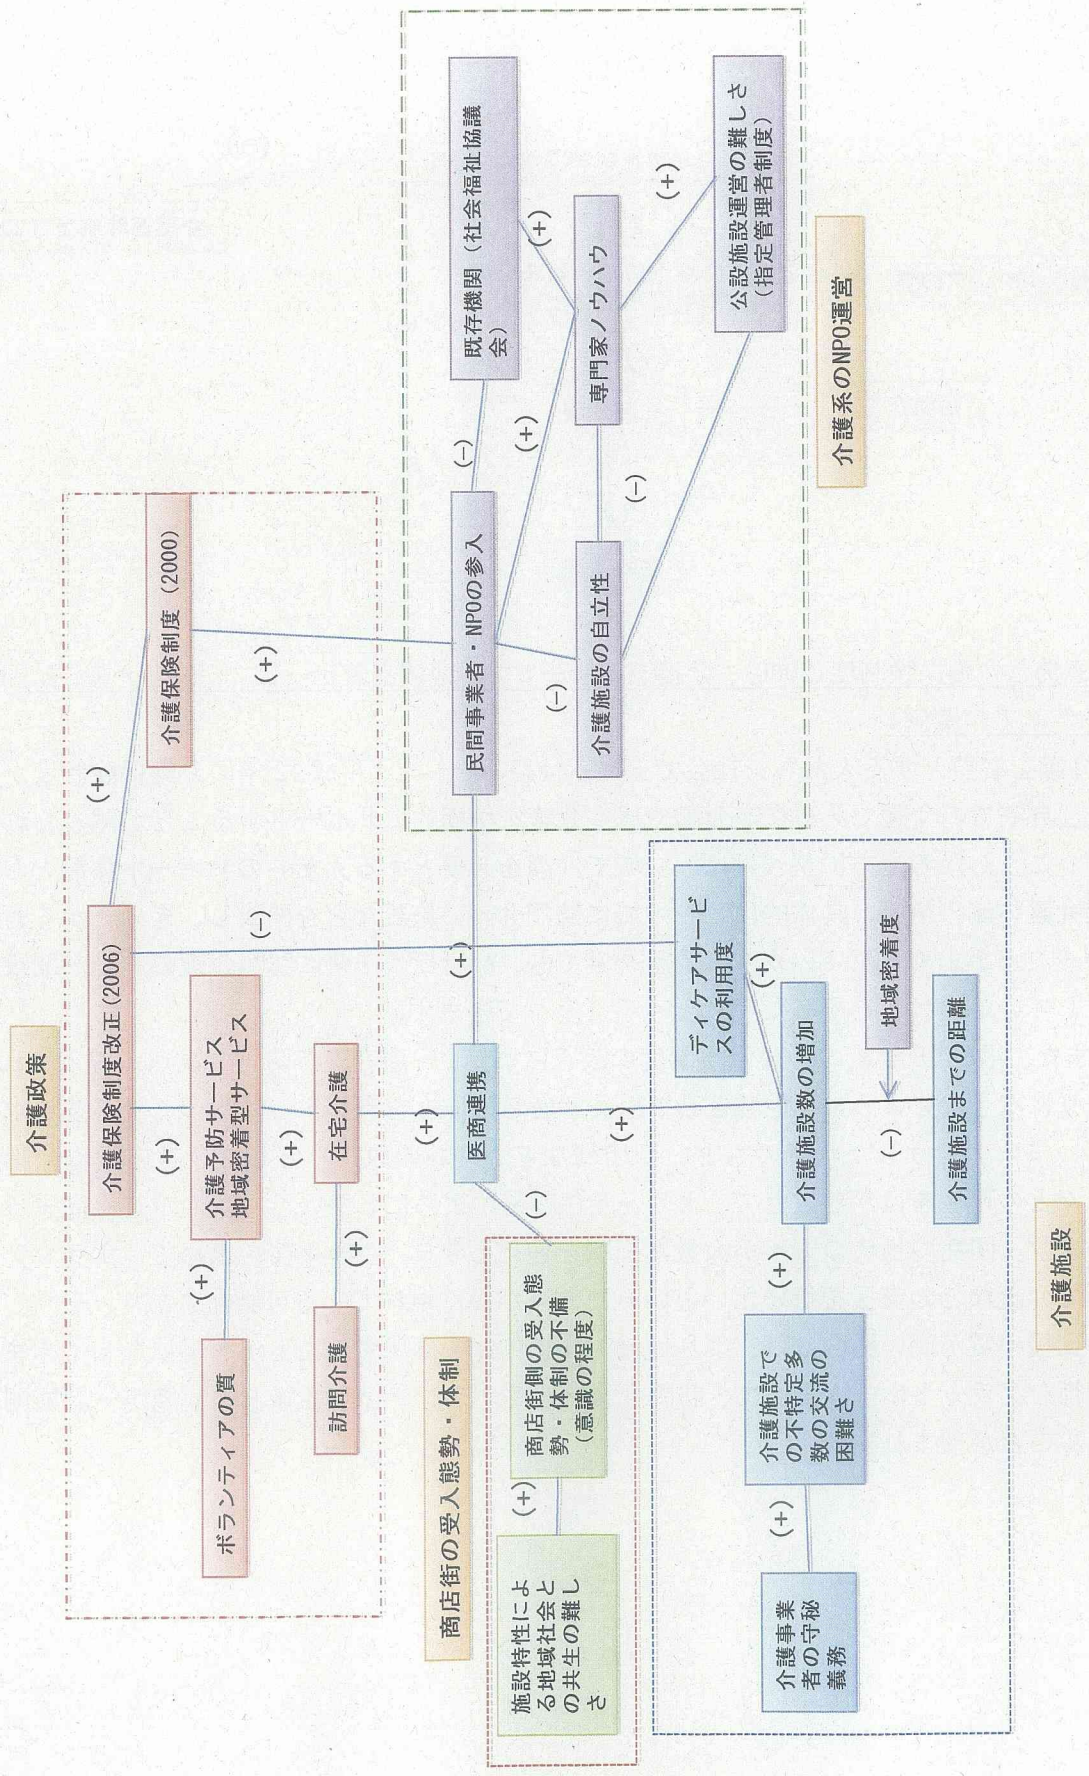 介護政策
介護保険制度改正(2006)
(+)
介護保険制度(2000)
(+)
介護予防サービス
地域密着型サービス
(+)
ボランティアの質
(+)
(+)
在宅介護
(+)
訪問介護
(-)
(+)
医商連携
(+)
(+)
(-)
商店街の受入態勢・体制
商店街側の受入態
勢・体制の不備
(意識の程度)
(+)
施設特性によ
る地域社会と
の共生の難し
さ
民間事業者・NPOの参入
(-)
既存機関(社会福祉協議
会)
(+)
(+)
専門家ノウハウ
(-)
(-)
介護施設の自立性
(+)
公設施設運営の難しさ
(指定管理者制度)
介護系のNPO運営
ディケアサービ
スの利用度
(+)
介護施設数の増加
(+)
介護施設で
の不特定多
数の交流の
困難さ
(+)
介護事業
者の守秘
義務
地域密着度
(-)
介護施設までの距離
介護施設